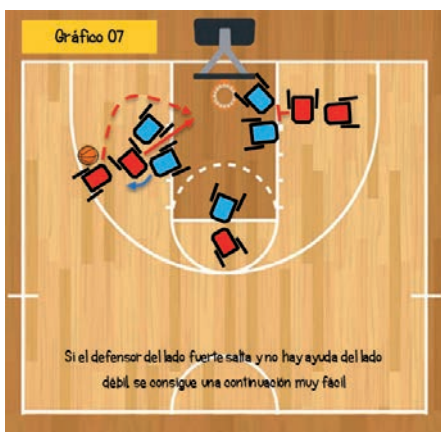 Gráfico 07
Si el defensor del lado fuerte salta y no hay ayuda del lado
débil, se consigue una continuación muy fácil